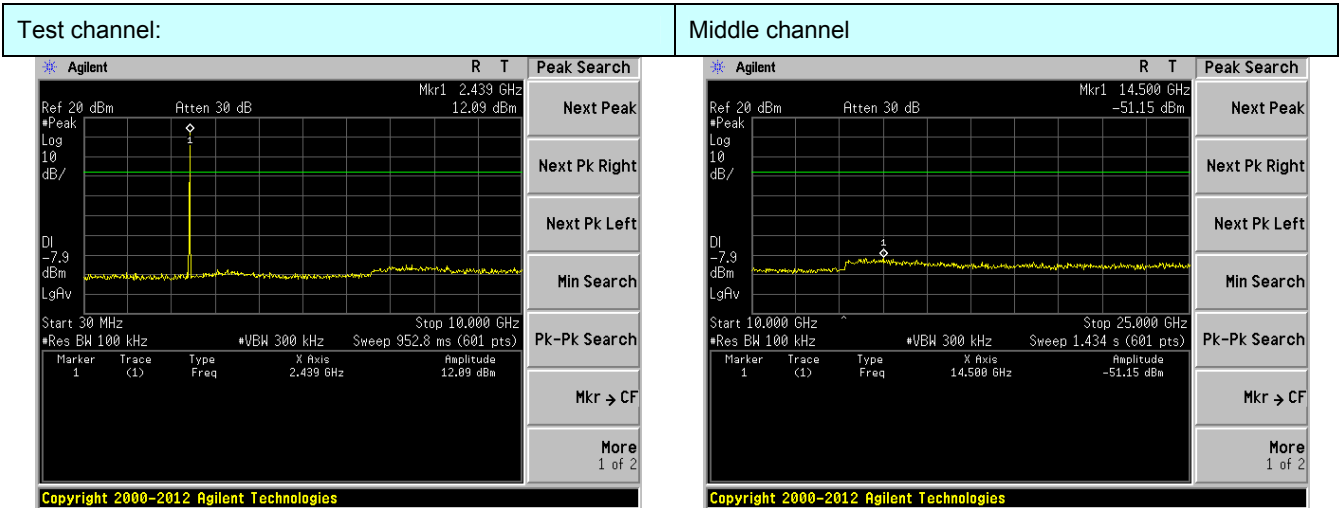 Test channel:
Middle channel
Agilent R T Peak Search
Mkr1 2.439 GHz
Ref 20 dBm Atten 30 dB 12.09 dBm
#Peak
Log
10
dB/
1
DI
-7.9
dBm
LgAv
Start 30 MHz Stop 10.000 GHz
#Res BW 100 kHz #VBW 300 kHz Sweep 952.8 ms (601 pts)
Marker Trace Type X Axis Amplitude
1 (1) Freq 2.439 GHz 12.09 dBm
Next Peak
Next Pk Right
Next Pk Left
Min Search
Pk-Pk Search
Mkr → CF
More
1 of 2
Copyright 2000-2012 Agilent Technologies
Agilent R T Peak Search
Mkr1 14.500 GHz
Ref 20 dBm Atten 30 dB -51.15 dBm
#Peak
Log
10
dB/
1
DI
-7.9
dBm
LgAv
Start 10.000 GHz ^ Stop 25.000 GHz
#Res BW 100 kHz #VBW 300 kHz Sweep 1.434 s (601 pts)
Marker Trace Type X Axis Amplitude
1 (1) Freq 14.500 GHz -51.15 dBm
Next Peak
Next Pk Right
Next Pk Left
Min Search
Pk-Pk Search
Mkr → CF
More
1 of 2
Copyright 2000-2012 Agilent Technologies